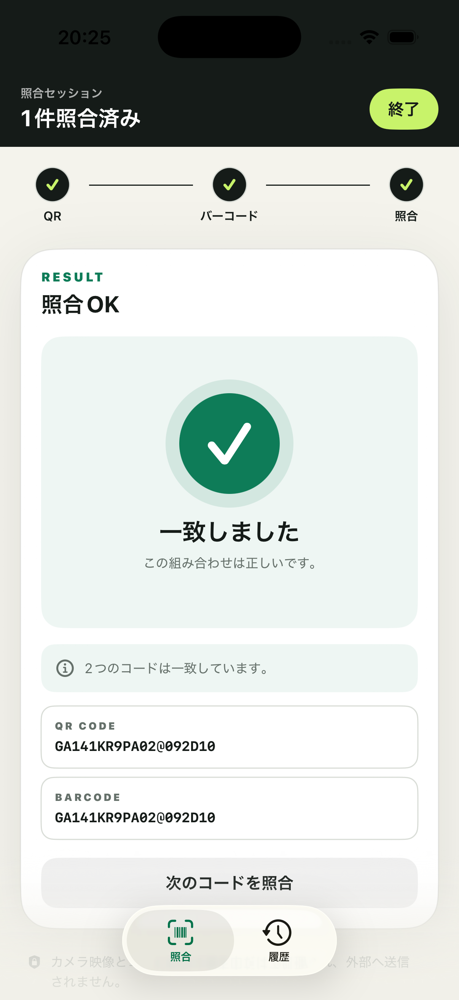 20:25
照合セッション
1件照合済み
終了
QR
バーコード
照合
RESULT
照合OK
一致しました
この組み合わせは正しいです。
2つのコードは一致しています。
QR CODE
GA141KR9PA02@092D10
BARCODE
GA141KR9PA02@092D10
次のコードを照合
照合
履歴
カメラ映像と
、外部へ送信
されません。